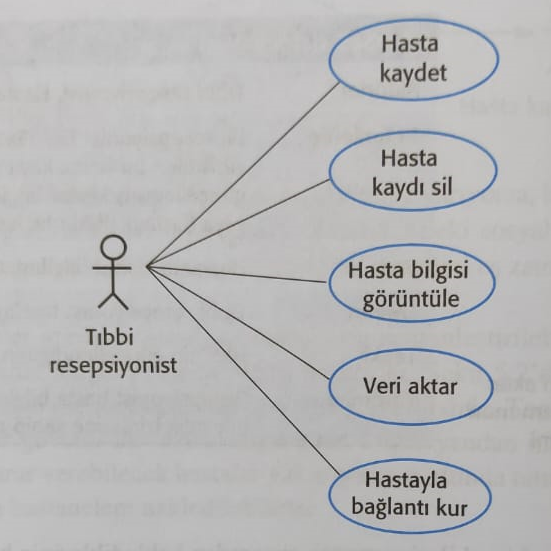 Hasta
kaydet
Hasta
kaydı sil
Hasta bilgisi
görüntüle
Tıbbi
resepsiyonist
Veri aktar
Hastayla
bağlantı kur